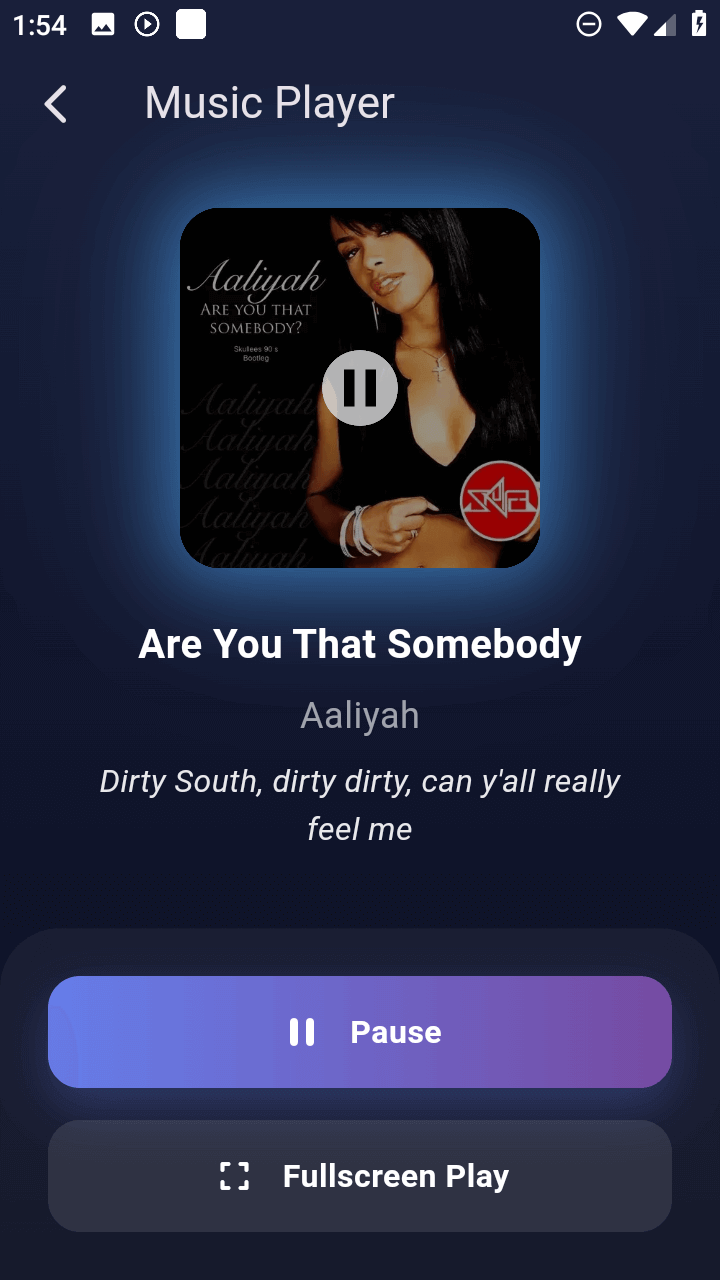 1:54
Music Player
Aaliyah
ARE YOU THAT
SOMEBODY?
Skullees 90's
Bootleg
Aaliyah
Aaliyah
Aaliyah
Aaliyah
Aaliyah
Are You That Somebody
Aaliyah
Dirty South, dirty dirty, can y'all really
feel me
Pause
Fullscreen Play